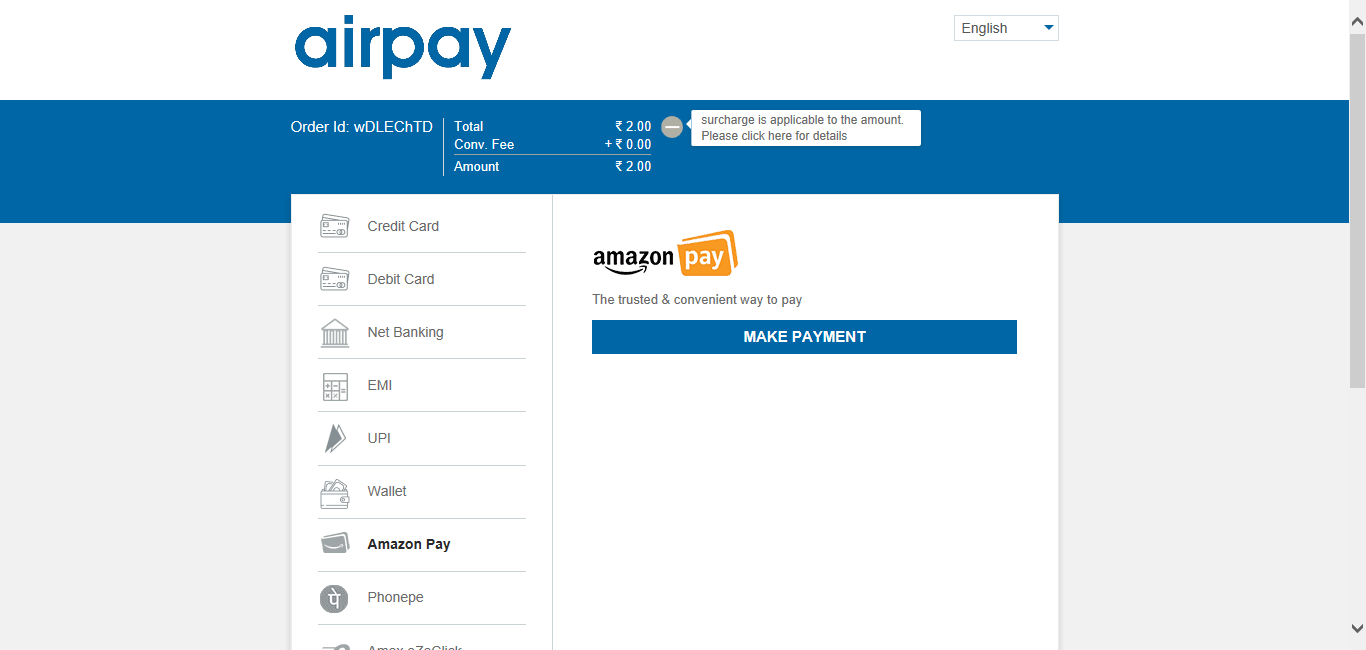 airpay
English
Order Id: wDLEChTD
Total ₹ 2.00
Conv. Fee + ₹ 0.00
Amount ₹ 2.00
surcharge is applicable to the amount.
Please click here for details
Credit Card
Debit Card
Net Banking
EMI
UPI
Wallet
Amazon Pay
Phonepe
Amex eZeClick
amazon pay
The trusted & convenient way to pay
MAKE PAYMENT